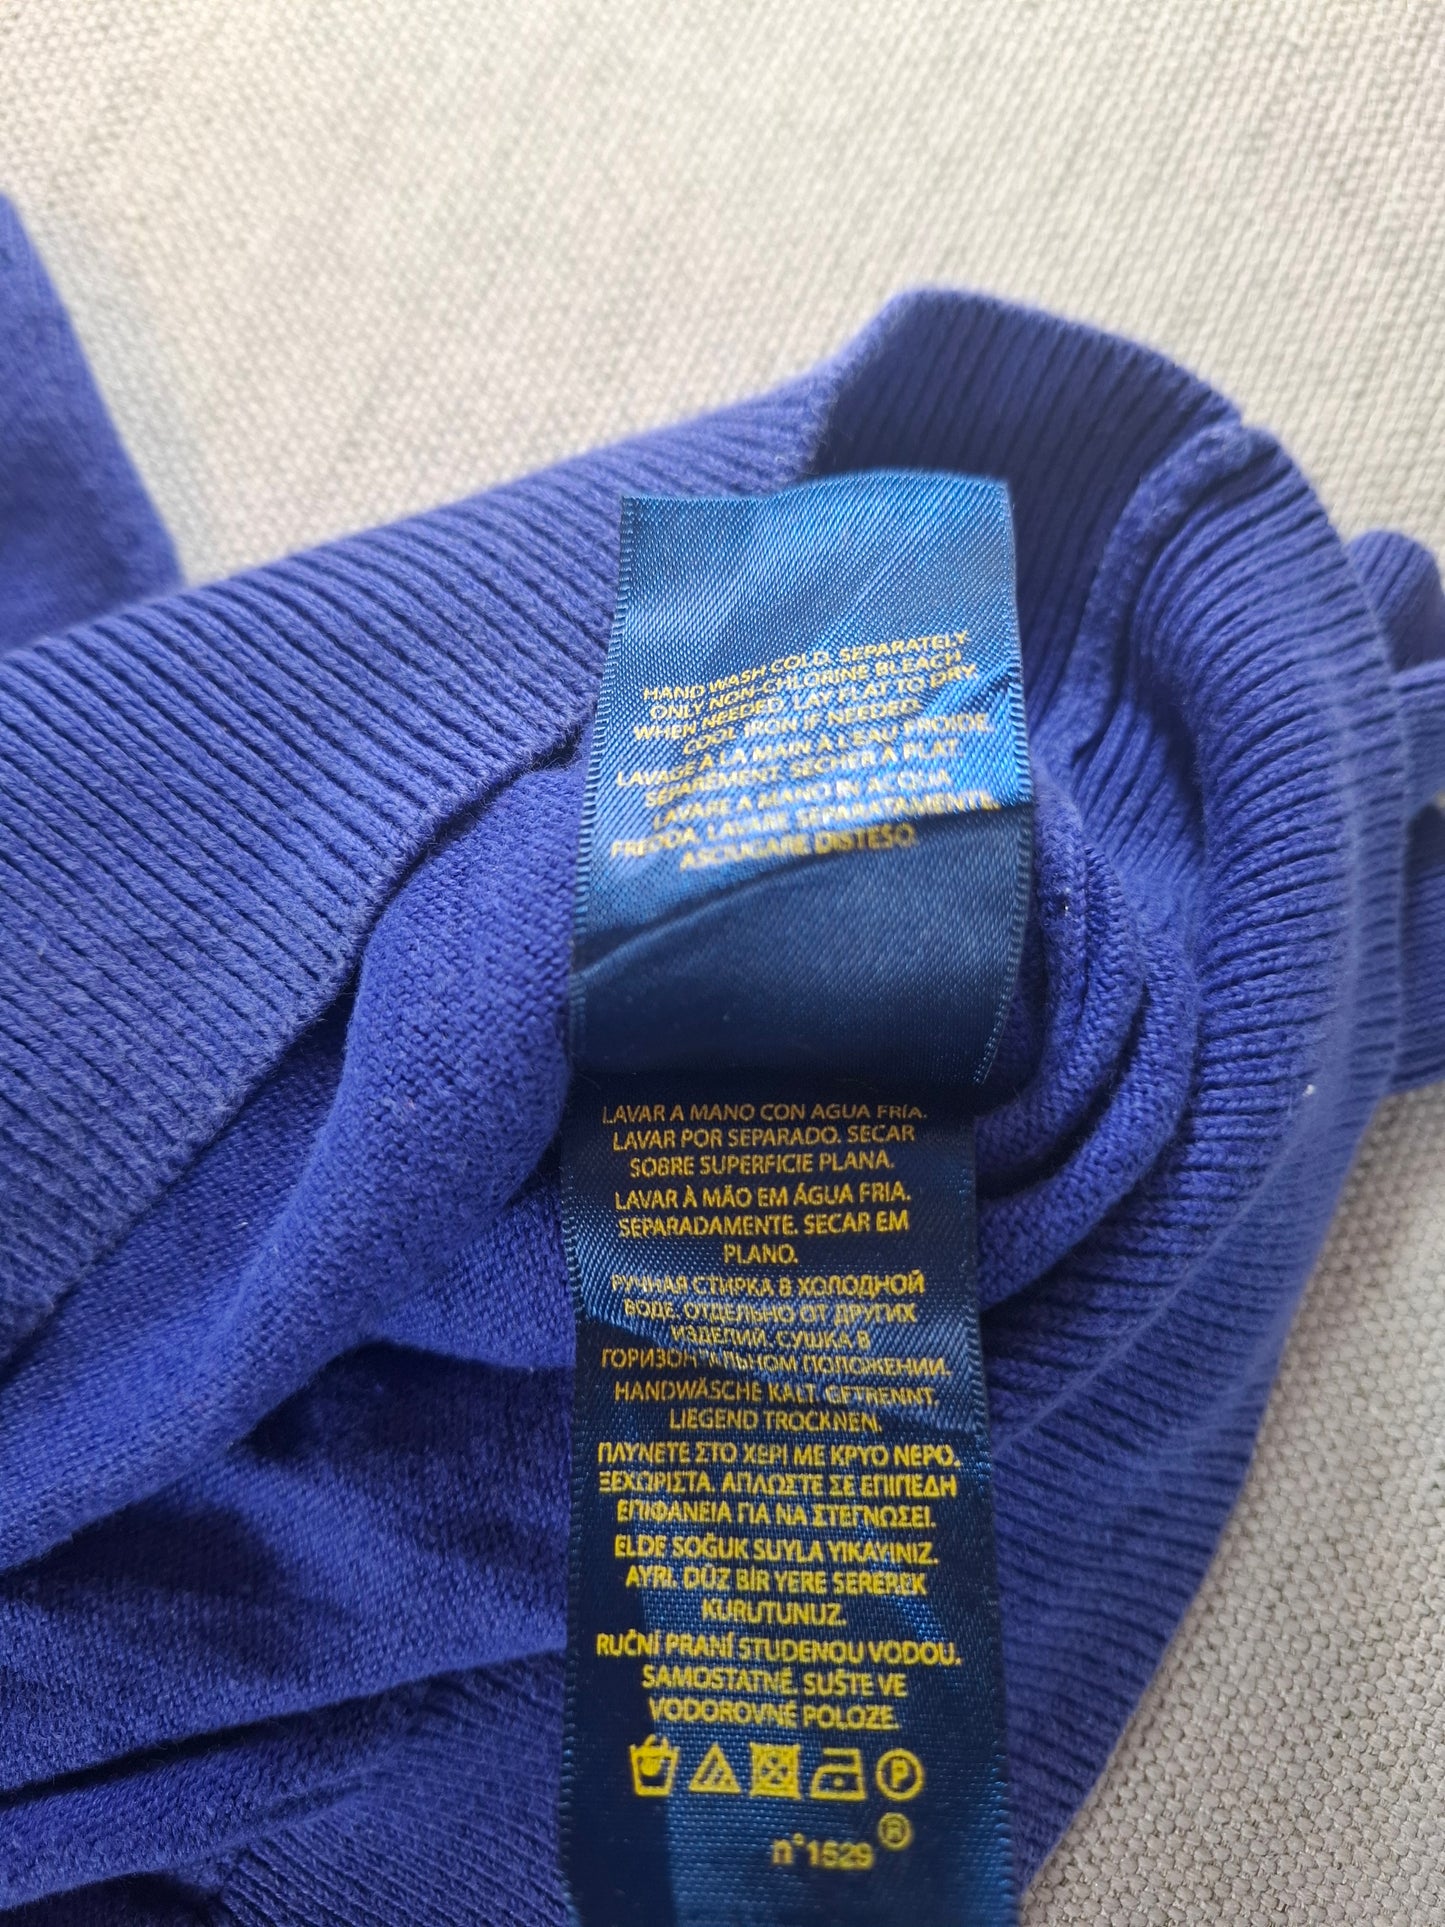 HAND WASH COLD. SEPARATELY.
ONLY NON-CHLORINE BLEACH
WHEN NEEDED. LAY FLAT TO DRY.
COOL IRON IF NEEDED.
LAVAGE A LA MAIN À L'EAU FROIDE
SEPARÉMENT. SÉCHER A PLAT
LAVARE A MANO IN ACQUA
FREDDA, LAVARE SEPARATAMENTE.
ASCIUGARE DISTESO.
LAVAR A MANO CON AGUA FRIA.
LAVAR POR SEPARADO. SECAR
SOBRE SUPERFICIE PLANA.
LAVAR À MÃO EM ÁGUA FRIA.
SEPARADAMENTE. SECAR EM
PLANO.
РУЧНАЯ СТИРКА В ХОЛОДНОЙ
ВОДЕ. ОТДЕЛЬНО ОТ ДРУГИХ
ИЗДЕЛИЙ. СУШКА В
ГОРИЗОНТАЛЬНОМ ПОЛОЖЕНИИ.
HANDWÄSCHE KALT. GETRENNT.
LIEGEND TROCKNEN.
ΠΛΥΝΕΤΕ ΣΤΟ ΧΕΡΙ ΜΕ ΚΡΥΟ ΝΕΡΟ.
ΞΕΧΩΡΙΣΤΑ. ΑΠΛΩΣΤΕ ΣΕ ΕΠΙΠΕΔΗ
ΕΠΙΦΑΝΕΙΑ ΓΙΑ ΝΑ ΣΤΕΓΝΩΣΕΙ.
ELDE SOĞUK SUYLA YIKAYINIZ.
AYRI. DÜZ BİR YERE SEREREK
KURUTUNUZ.
RUČNÍ PRANÍ STUDENOU VODOU.
SAMOSTATNĚ. SUŠTE VE
VODOROVNÉ POLOZE.
P
n°1529 ®